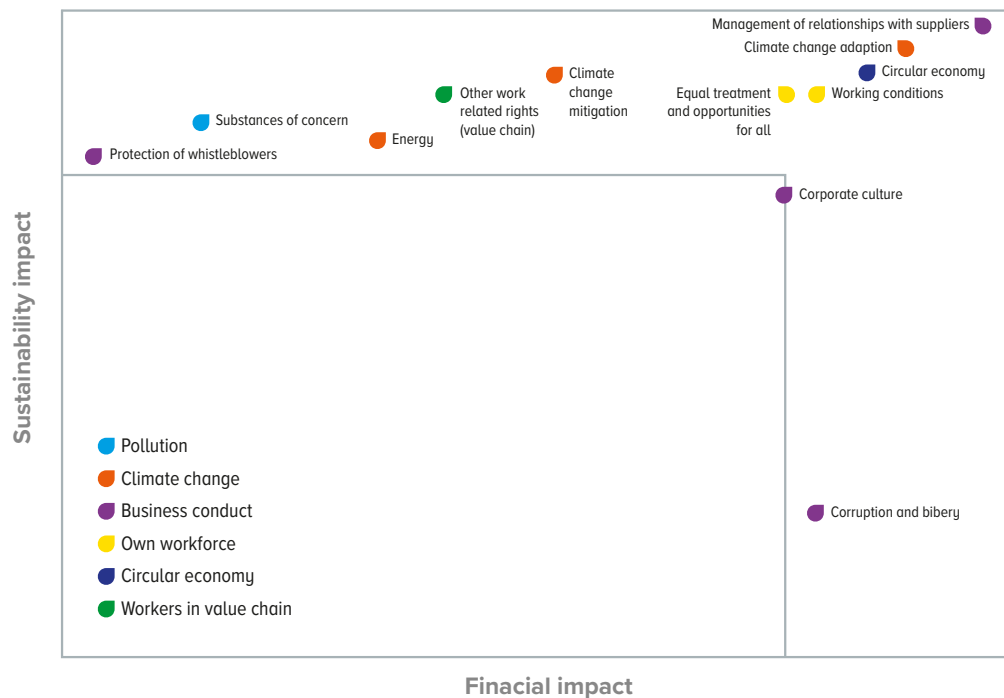 Management of relationships with suppliers
Climate change adaption
Circular economy
Climate
change
mitigation
Other work
related rights
(value chain)
Equal treatment
and opportunities
for all
Working conditions
Substances of concern
Energy
Protection of whistleblowers
Corporate culture
Sustainability impact
Pollution
Climate change
Business conduct
Own workforce
Circular economy
Workers in value chain
Corruption and bibery
Finacial impact